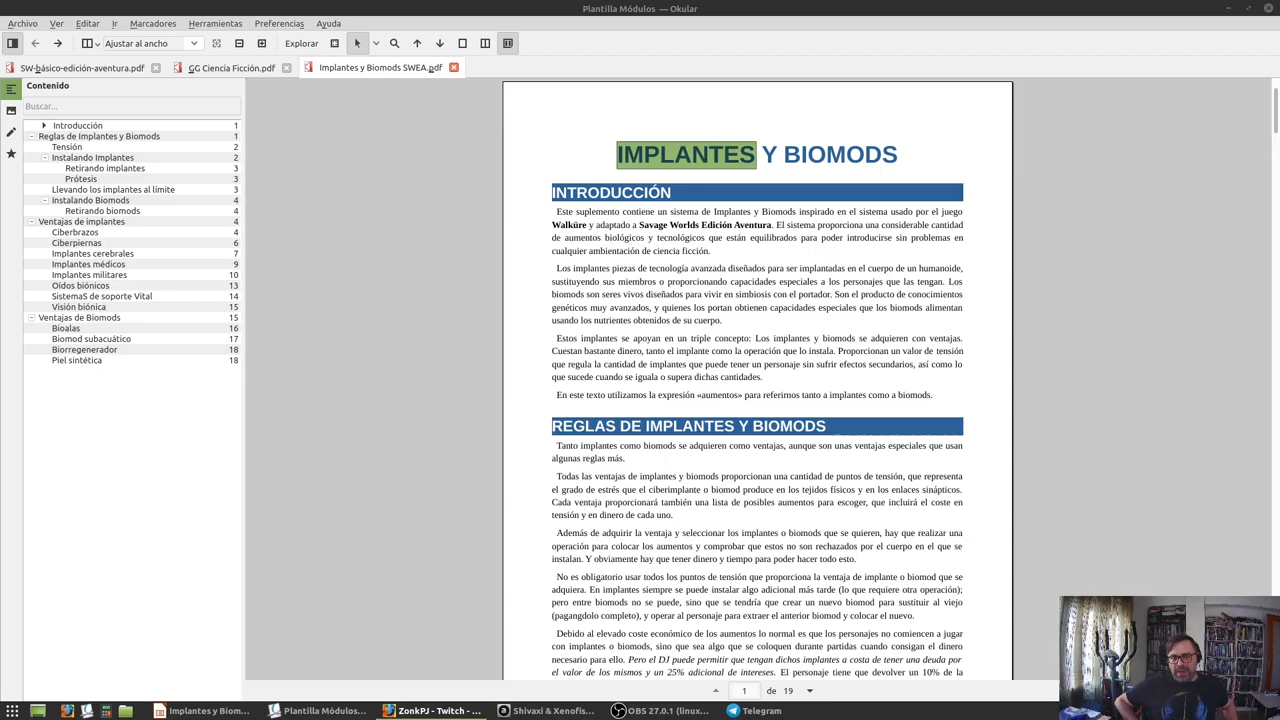 Plantilla Módulos — Okular
Archivo Ver Editar Ir Marcadores Herramientas Preferencias Ayuda
Ajustar al ancho Explorar
SW-básico-edición-aventura.pdf GG Ciencia Ficción.pdf Implantes y Biomods SWEA.pdf
Contenido
Buscar...
Introducción 1
Reglas de Implantes y Biomods 1
Tensión 2
Instalando Implantes 2
Retirando implantes 3
Prótesis 3
Llevando los implantes al límite 3
Instalando Biomods 4
Retirando biomods 4
Ventajas de implantes 4
Ciberbrazos 4
Ciberpiernas 6
Implantes cerebrales 7
Implantes médicos 9
Implantes militares 10
Oídos biónicos 13
SistemaS de soporte Vital 14
Visión biónica 15
Ventajas de Biomods 15
Bioalas 16
Biomod subacuático 17
Biorregenerador 18
Piel sintética 18
IMPLANTES Y BIOMODS
INTRODUCCIÓN
Este suplemento contiene un sistema de Implantes y Biomods inspirado en el sistema usado por el juego
Walküre y adaptado a Savage Worlds Edición Aventura. El sistema proporciona una considerable cantidad
de aumentos biológicos y tecnológicos que están equilibrados para poder introducirse sin problemas en
cualquier ambientación de ciencia ficción.
Los implantes piezas de tecnología avanzada diseñados para ser implantadas en el cuerpo de un humanoide,
sustituyendo sus miembros o proporcionando capacidades especiales a los personajes que las tengan. Los
biomods son seres vivos diseñados para vivir en simbiosis con el portador. Son el producto de conocimientos
genéticos muy avanzados, y quienes los portan obtienen capacidades especiales que los biomods alimentan
usando los nutrientes obtenidos de su cuerpo.
Estos implantes se apoyan en un triple concepto: Los implantes y biomods se adquieren con ventajas.
Cuestan bastante dinero, tanto el implante como la operación que lo instala. Proporcionan un valor de tensión
que regula la cantidad de implantes que puede tener un personaje sin sufrir efectos secundarios, así como lo
que sucede cuando se iguala o supera dichas cantidades.
En este texto utilizamos la expresión «aumentos» para referirnos tanto a implantes como a biomods.
REGLAS DE IMPLANTES Y BIOMODS
Tanto implantes como biomods se adquieren como ventajas, aunque son unas ventajas especiales que usan
algunas reglas más.
Todas las ventajas de implantes y biomods proporcionan una cantidad de puntos de tensión, que representa
el grado de estrés que el ciberimplante o biomod produce en los tejidos físicos y en los enlaces sinápticos.
Cada ventaja proporcionará también una lista de posibles aumentos para escoger, que incluirá el coste en
tensión y en dinero de cada uno.
Además de adquirir la ventaja y seleccionar los implantes o biomods que se quieren, hay que realizar una
operación para colocar los aumentos y comprobar que estos no son rechazados por el cuerpo en el que se
instalan. Y obviamente hay que tener dinero y tiempo para poder hacer todo esto.
No es obligatorio usar todos los puntos de tensión que proporciona la ventaja de implante o biomod que se
adquiera. En implantes siempre se puede instalar algo adicional más tarde (lo que requiere otra operación);
pero entre biomods no se puede, sino que se tendría que crear un nuevo biomod para sustituir al viejo
(pagangdolo completo), y operar al personaje para extraer el anterior biomod y colocar el nuevo.
Debido al elevado coste económico de los aumentos lo normal es que los personajes no comiencen a jugar
con implantes o biomods, sino que sea algo que se coloquen durante partidas cuando consigan el dinero
necesario para ello. Pero el DJ puede permitir que tengan dichos implantes a costa de tener una deuda por
el valor de los mismos y un 25% adicional de intereses. El personaje tiene que devolver un 10% de la
1 de 19
Implantes y Biom... Plantilla Módulos... ZonkPJ - Twitch - ... Shivaxi & Xenofis... OBS 27.0.1 (linux... Telegram